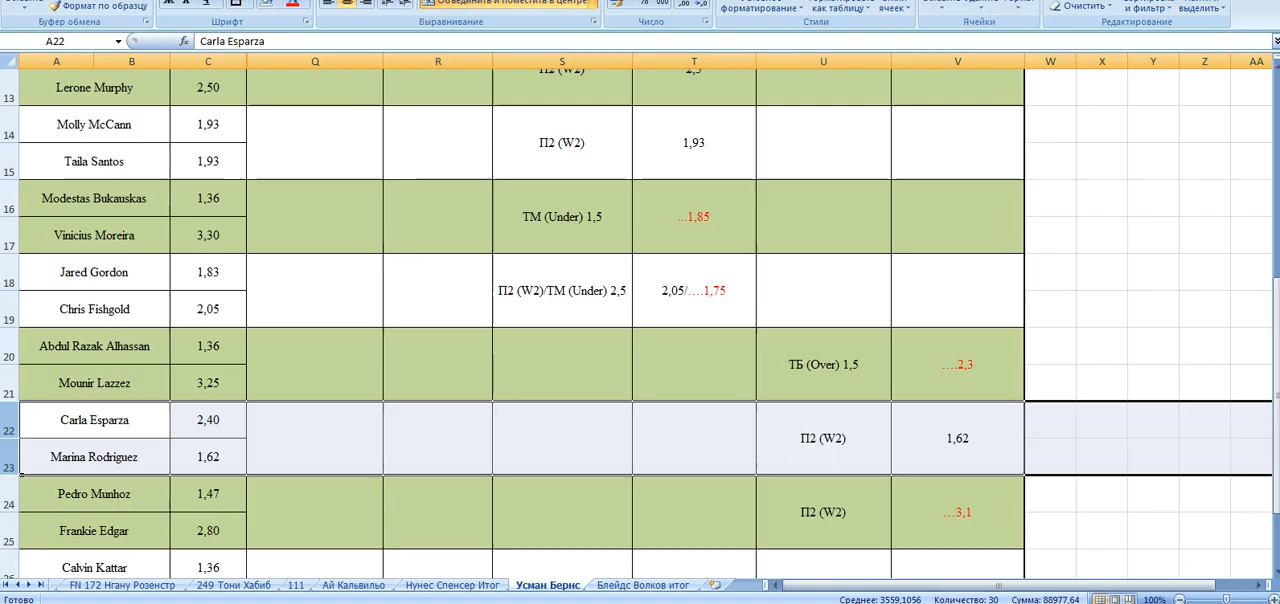 Формат по образцу
Объединить и поместить в центре
000
форматирование
как таблицу
ячеек
Очистить
и фильтр
выделить
Буфер обмена
Шрифт
Выравнивание
Число
Стили
Ячейки
Редактирование
A22 fx Carla Esparza
A B C Q R S T U V W X Y Z AA
13 Lerone Murphy 2,50 П2 (W2) 2,5
14 Molly McCann 1,93 П2 (W2) 1,93
15 Taila Santos 1,93
16 Modestas Bukauskas 1,36 ТМ (Under) 1,5 ...1,85
17 Vinicius Moreira 3,30
18 Jared Gordon 1,83 П2 (W2)/ТМ (Under) 2,5 2,05/….1,75
19 Chris Fishgold 2,05
20 Abdul Razak Alhassan 1,36 ТБ (Over) 1,5 ….2,3
21 Mounir Lazzez 3,25
22 Carla Esparza 2,40 П2 (W2) 1,62
23 Marina Rodriguez 1,62
24 Pedro Munhoz 1,47 П2 (W2) …3,1
25 Frankie Edgar 2,80
Calvin Kattar 1,36
FN 172 Нгану Розенстр 249 Тони Хабиб 111 Ай Кальвильо Нунес Спенсер Итог Усман Бернс Блейдс Волков итог
Готово Среднее: 3559,1056 Количество: 30 Сумма: 88977,64 100%